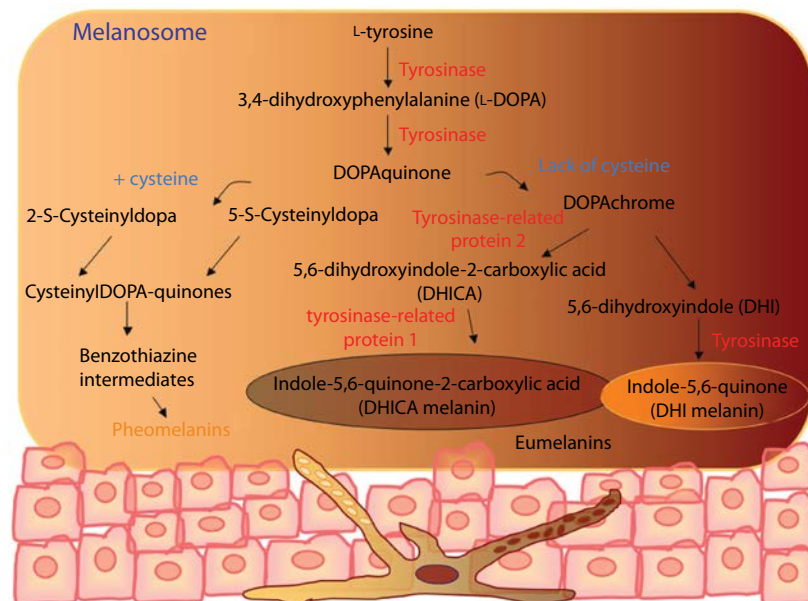 Melanosome
L-tyrosine
Tyrosinase
3,4-dihydroxyphenylalanine (L-DOPA)
Tyrosinase
DOPAquinone
+ cysteine
Lack of cysteine
2-S-Cysteinyldopa
5-S-Cysteinyldopa
DOPAchrome
Tyrosinase-related
protein 2
CysteinylDOPA-quinones
5,6-dihydroxyindole-2-carboxylic acid
(DHICA)
5,6-dihydroxyindole (DHI)
tyrosinase-related
protein 1
Tyrosinase
Benzothiazine
intermediates
Indole-5,6-quinone-2-carboxylic acid
(DHICA melanin)
Indole-5,6-quinone
(DHI melanin)
Pheomelanins
Eumelanins